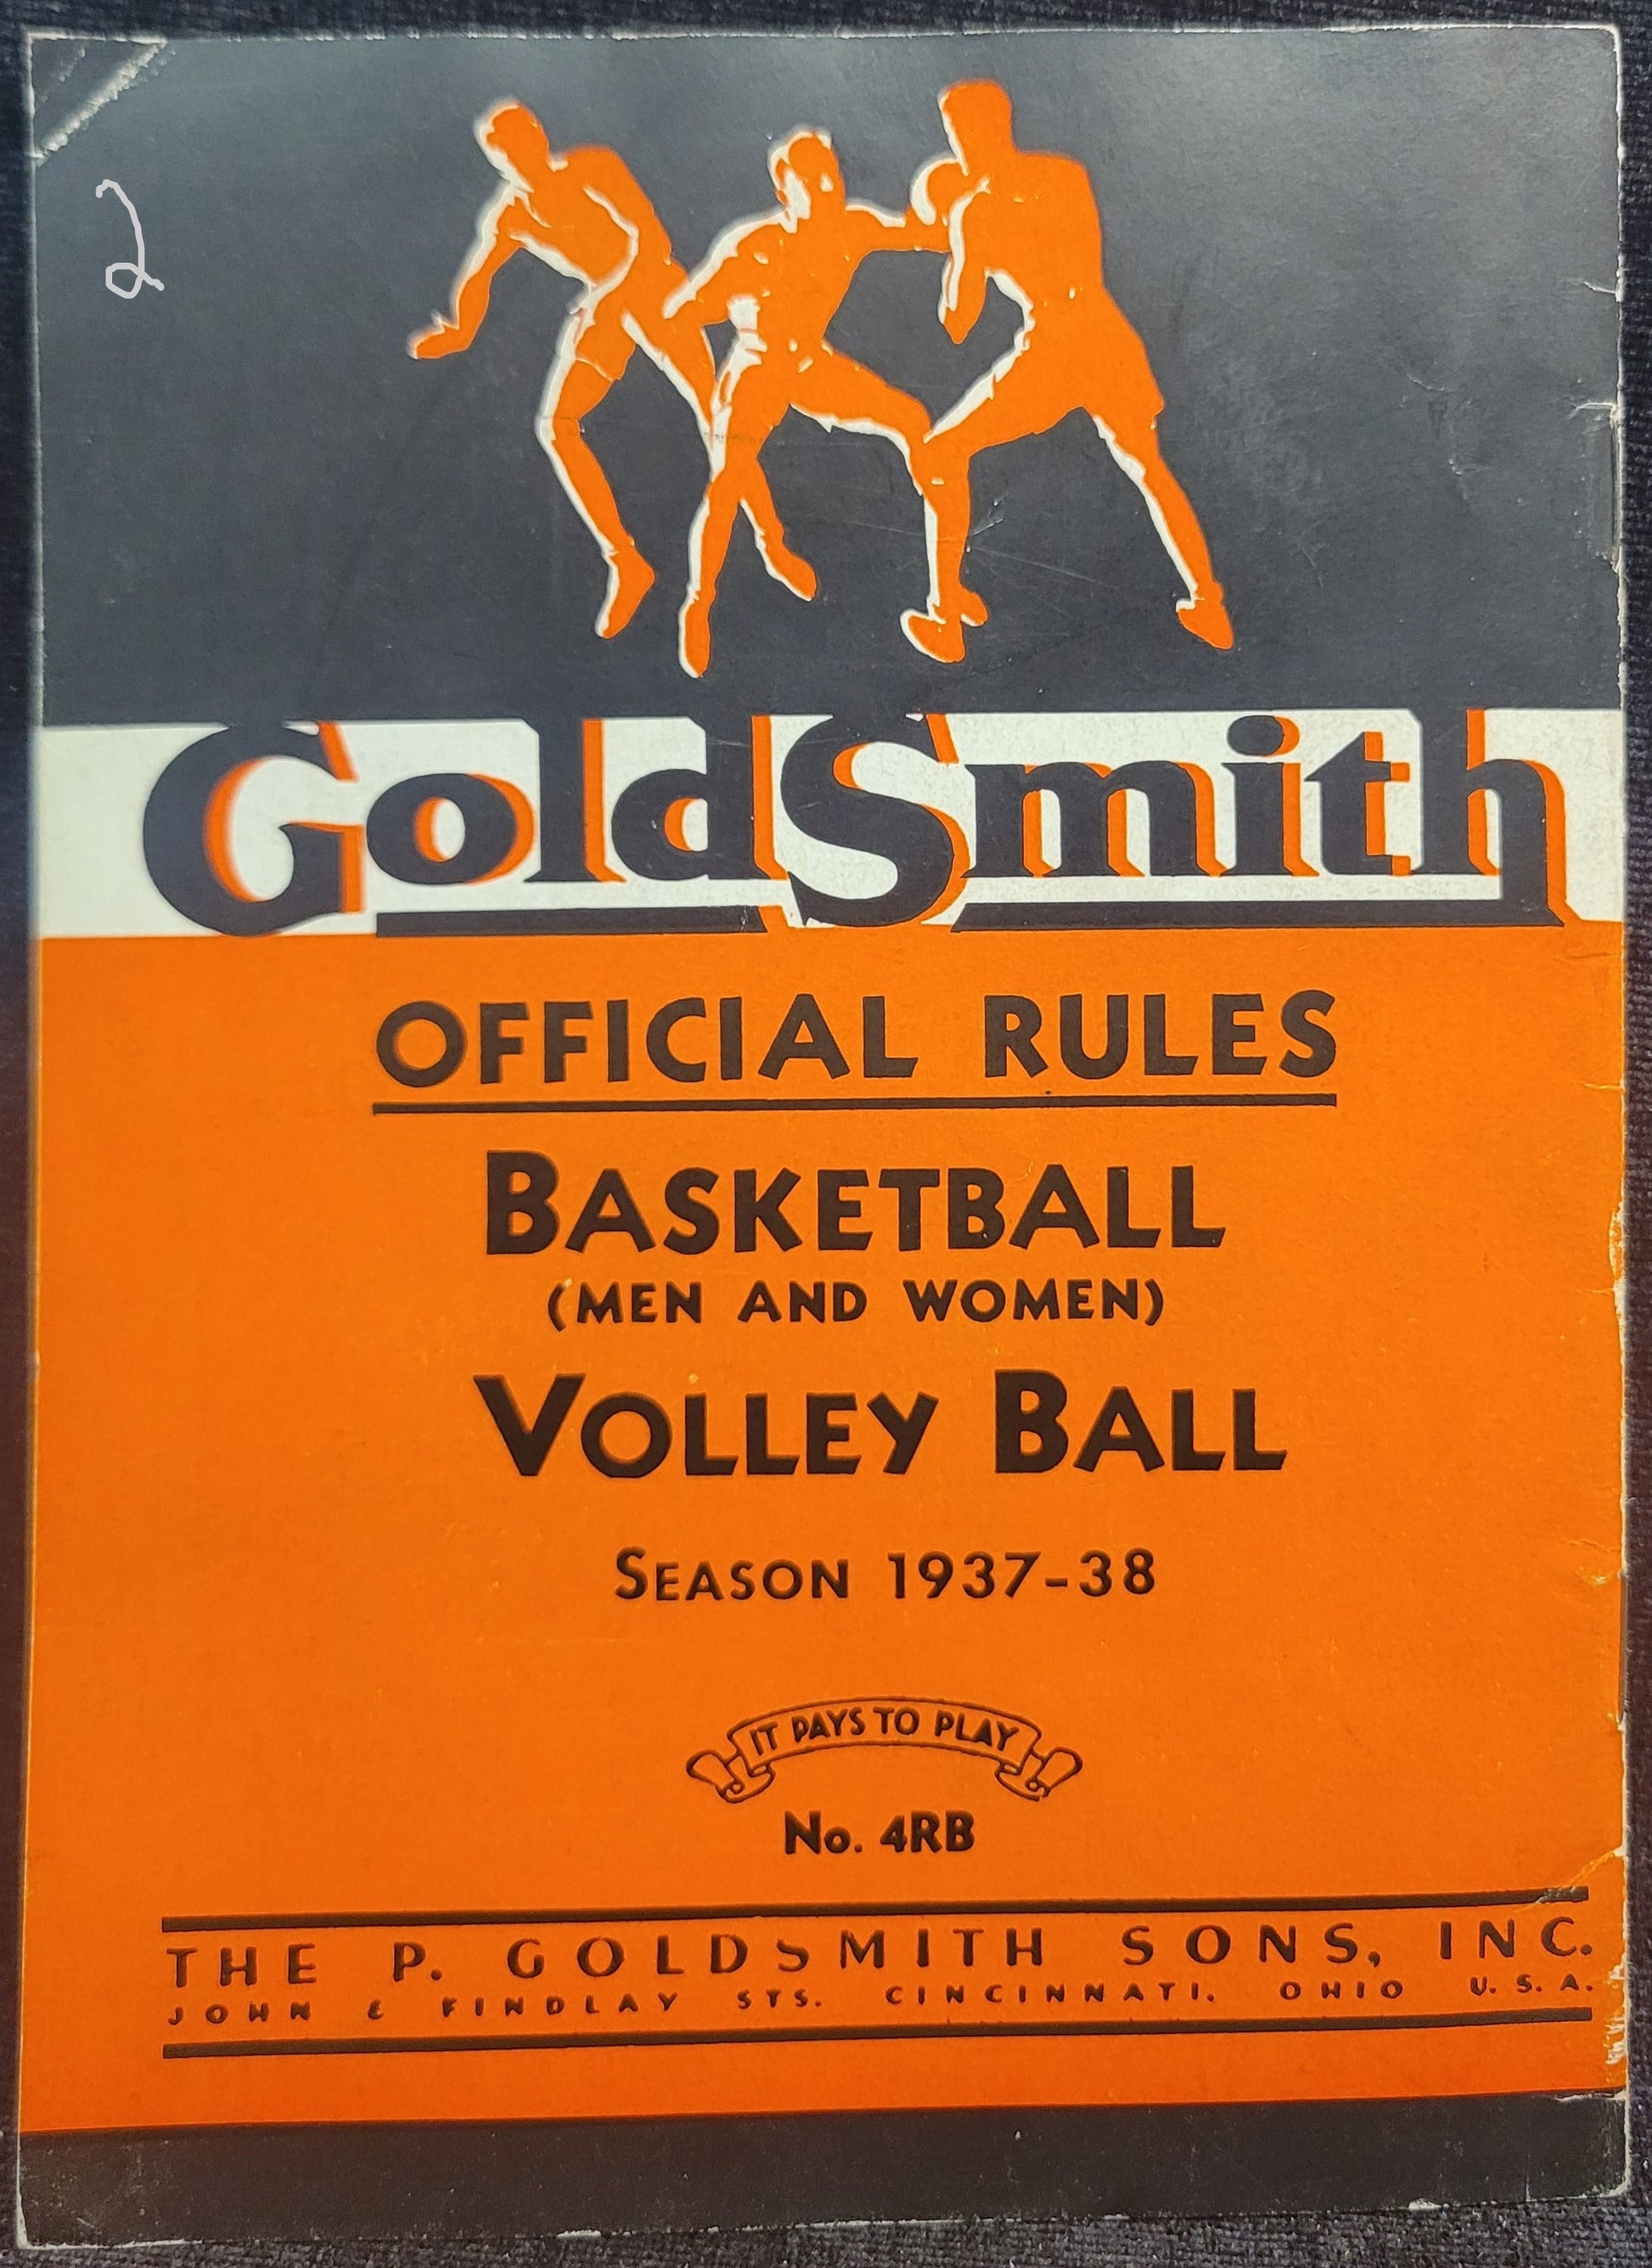 2
GoldSmith
OFFICIAL RULES
BASKETBALL
(MEN AND WOMEN)
VOLLEY BALL
SEASON 1937-38
IT PAYS TO PLAY
No. 4RB
THE P. GOLDSMITH SONS, INC.
JOHN & FINDLAY STS. CINCINNATI, OHIO U. S. A.